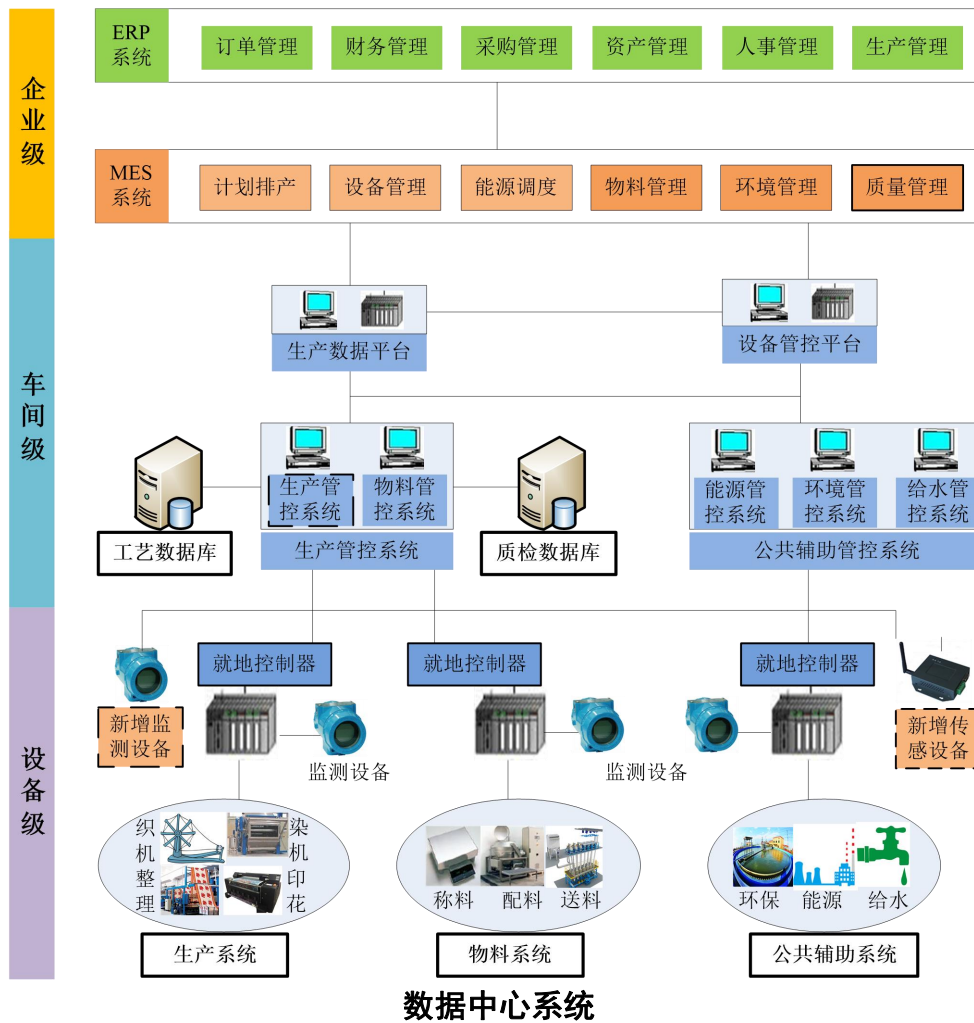 企业级
ERP
系统
订单管理
财务管理
采购管理
资产管理
人事管理
生产管理
MES
系统
计划排产
设备管理
能源调度
物料管理
环境管理
质量管理
车间级
生产数据平台
设备管控平台
工艺数据库
生产管
控系统
物料管
控系统
生产管控系统
质检数据库
能源管
控系统
环境管
控系统
给水管
控系统
公共辅助管控系统
设备级
新增监
测设备
就地控制器
监测设备
就地控制器
监测设备
就地控制器
新增传
感设备
织机整理
染机印花
生产系统
称料
配料
送料
物料系统
环保
能源
给水
公共辅助系统
数据中心系统